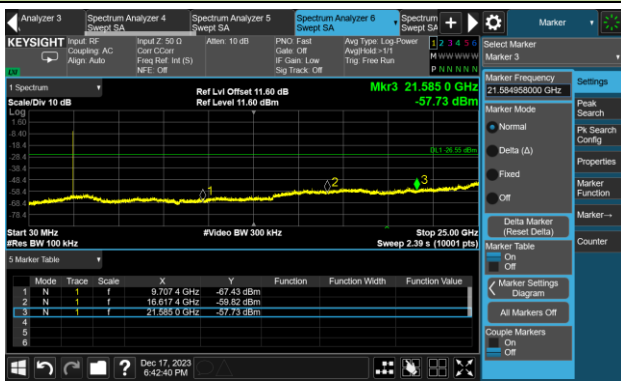 Analyzer 3
Spectrum Analyzer 4
Swept SA
Spectrum Analyzer 5
Swept SA
Spectrum Analyzer 6
Swept SA
Spectrum
Swept SA
Marker
KEYSIGHT
Input: RF
Coupling: AC
Align: Auto
Input Z: 50 Ω
Corr CCorr
Freq Ref: Int (S)
NFE: Off
Atten: 10 dB
PNO: Fast
Gate: Off
IF Gain: Low
Sig Track: Off
Avg Type: Log-Power
Avg|Hold:>1/1
Trig: Free Run
1 2 3 4 5 6
M W W W W W
P N N N N N
LVI
Select Marker
Marker 3
1 Spectrum
Scale/Div 10 dB
Log
Ref Lvl Offset 11.60 dB
Ref Level 11.60 dBm
Mkr3 21.585 0 GHz
-57.73 dBm
1.60
-8.40
-18.4
-28.4
-38.4
-48.4
-58.4
-68.4
-78.4
DL1 -26.55 dBm
1
2
3
Start 30 MHz
#Res BW 100 kHz
#Video BW 300 kHz
Stop 25.00 GHz
Sweep 2.39 s (10001 pts)
5 Marker Table
Mode Trace Scale X Y Function Function Width Function Value
1 N 1 f 9.707 4 GHz -67.43 dBm
2 N 1 f 16.617 4 GHz -59.82 dBm
3 N 1 f 21.585 0 GHz -57.73 dBm
4
5
6
Marker Frequency
21.584958000 GHz
Marker Mode
Normal
Delta (Δ)
Fixed
Off
Delta Marker
(Reset Delta)
Marker Table
On
Off
Marker Settings
Diagram
All Markers Off
Couple Markers
On
Off
Settings
Peak
Search
Pk Search
Config
Properties
Marker
Function
Marker→
Counter
Dec 17, 2023
6:42:40 PM